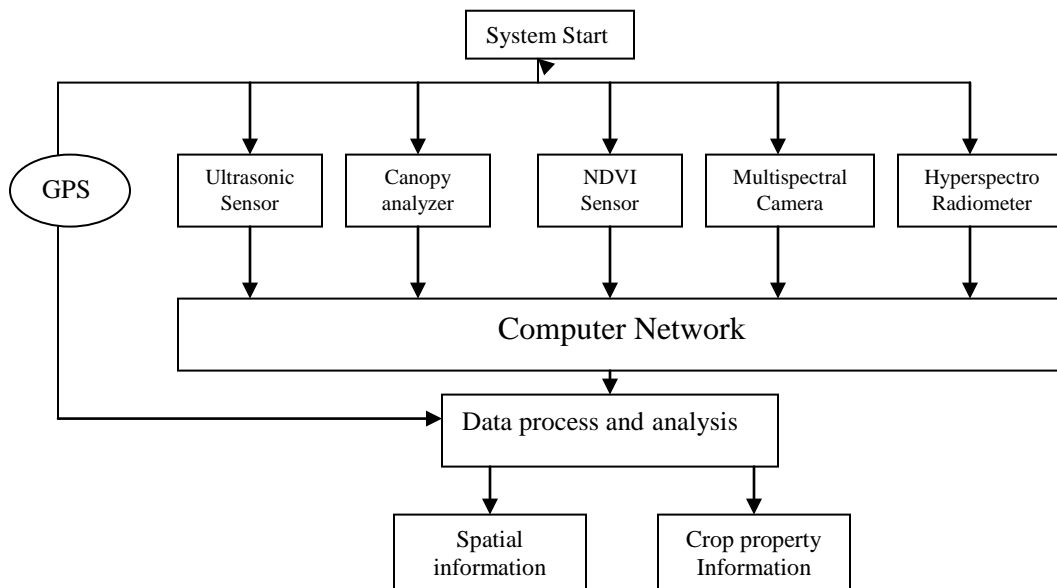 System Start
GPS
Ultrasonic
Sensor
Canopy
analyzer
NDVI
Sensor
Multispectral
Camera
Hyperspectro
Radiometer
Computer Network
Data process and analysis
Spatial
information
Crop property
Information